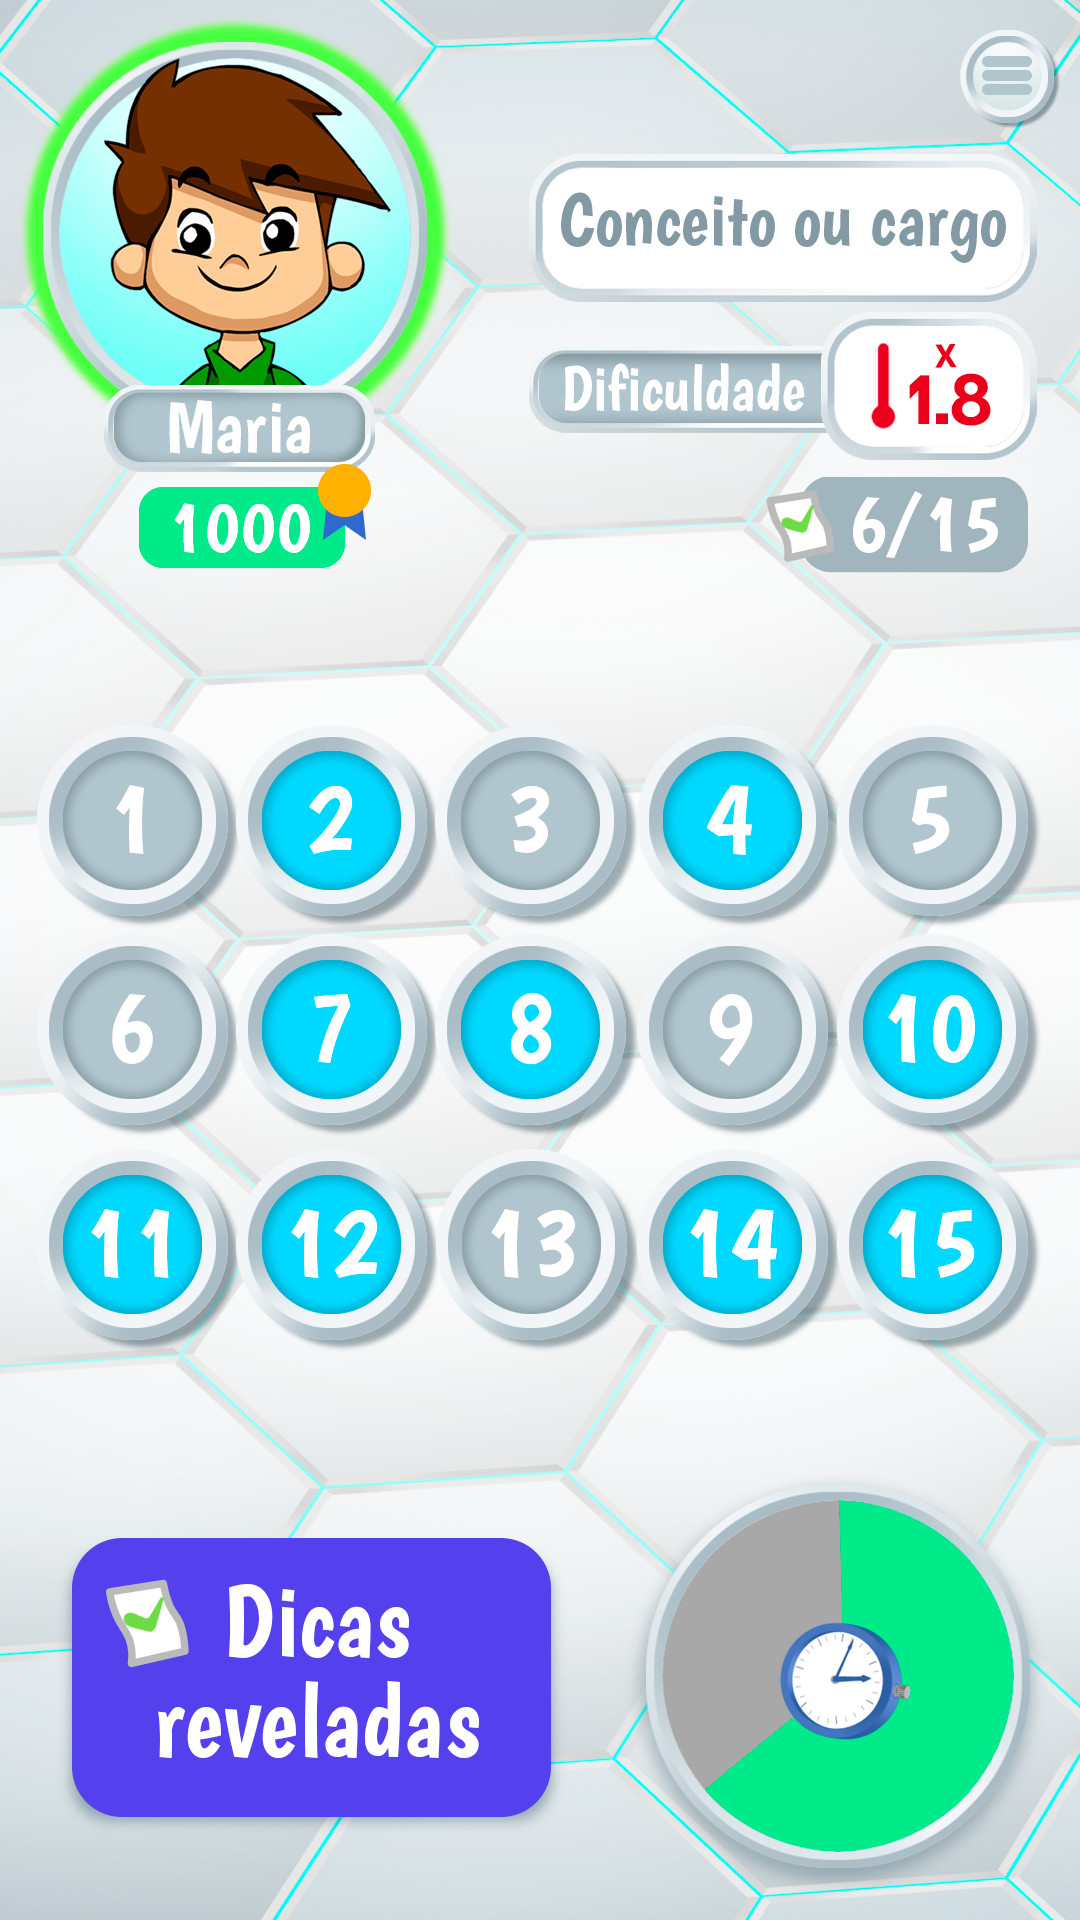 Conceito ou cargo
Dificuldade
x
1.8
Maria
1000
6/15
1 2 3 4 5
6 7 8 9 10
11 12 13 14 15
Dicas
reveladas